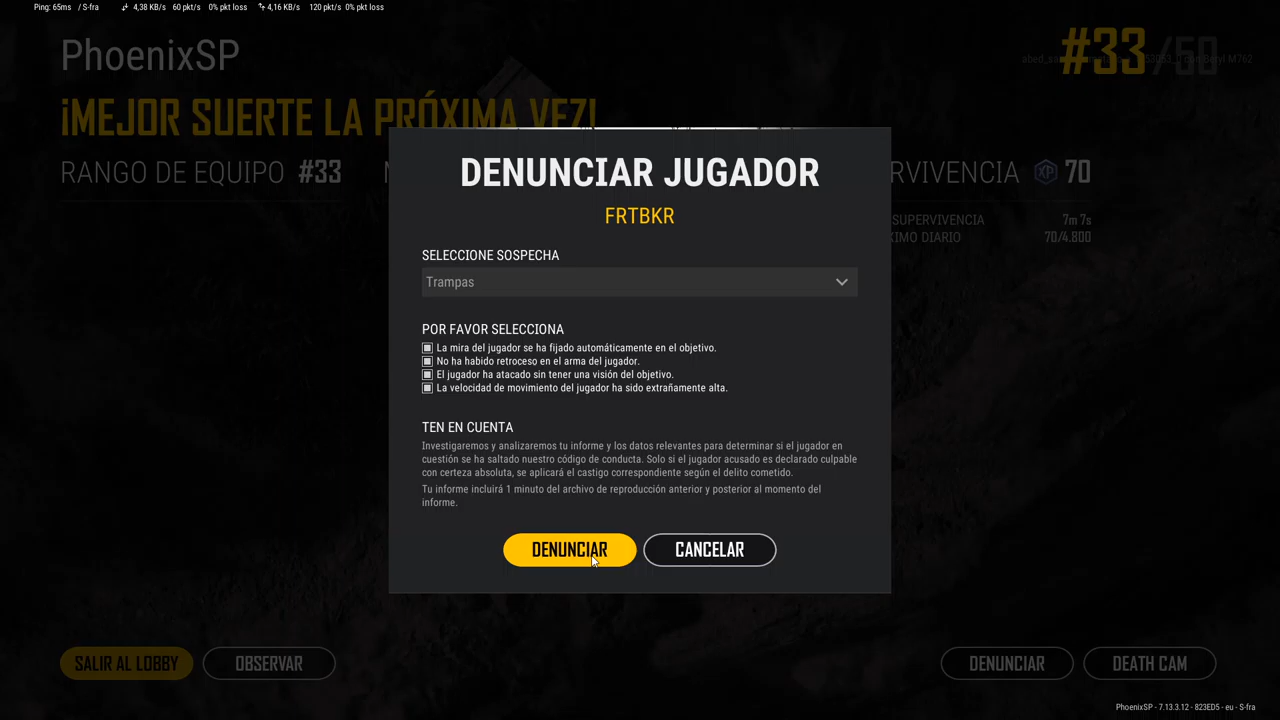 Ping: 65ms / S-fra 4,38 KB/s 60 pkt/s 0% pkt loss 4,16 KB/s 120 pkt/s 0% pkt loss
PhoenixSP
#33/50
con Beryl M762
¡MEJOR SUERTE LA PRÓXIMA VEZ!
RANGO DE EQUIPO #33
RVIVENCIA XP 70
SUPERVIVENCIA 7m 7s
XIMO DIARIO 70/4.800
DENUNCIAR JUGADOR
FRTBKR
SELECCIONE SOSPECHA
Trampas
POR FAVOR SELECCIONA
La mira del jugador se ha fijado automáticamente en el objetivo.
No ha habido retroceso en el arma del jugador.
El jugador ha atacado sin tener una visión del objetivo.
La velocidad de movimiento del jugador ha sido extrañamente alta.
TEN EN CUENTA
Investigaremos y analizaremos tu informe y los datos relevantes para determinar si el jugador en
cuestión se ha saltado nuestro código de conducta. Solo si el jugador acusado es declarado culpable
con certeza absoluta, se aplicará el castigo correspondiente según el delito cometido.
Tu informe incluirá 1 minuto del archivo de reproducción anterior y posterior al momento del
informe.
DENUNCIAR CANCELAR
SALIR AL LOBBY OBSERVAR DENUNCIAR DEATH CAM
PhoenixSP - 7.13.3.12 - 823ED5 - eu - S-fra